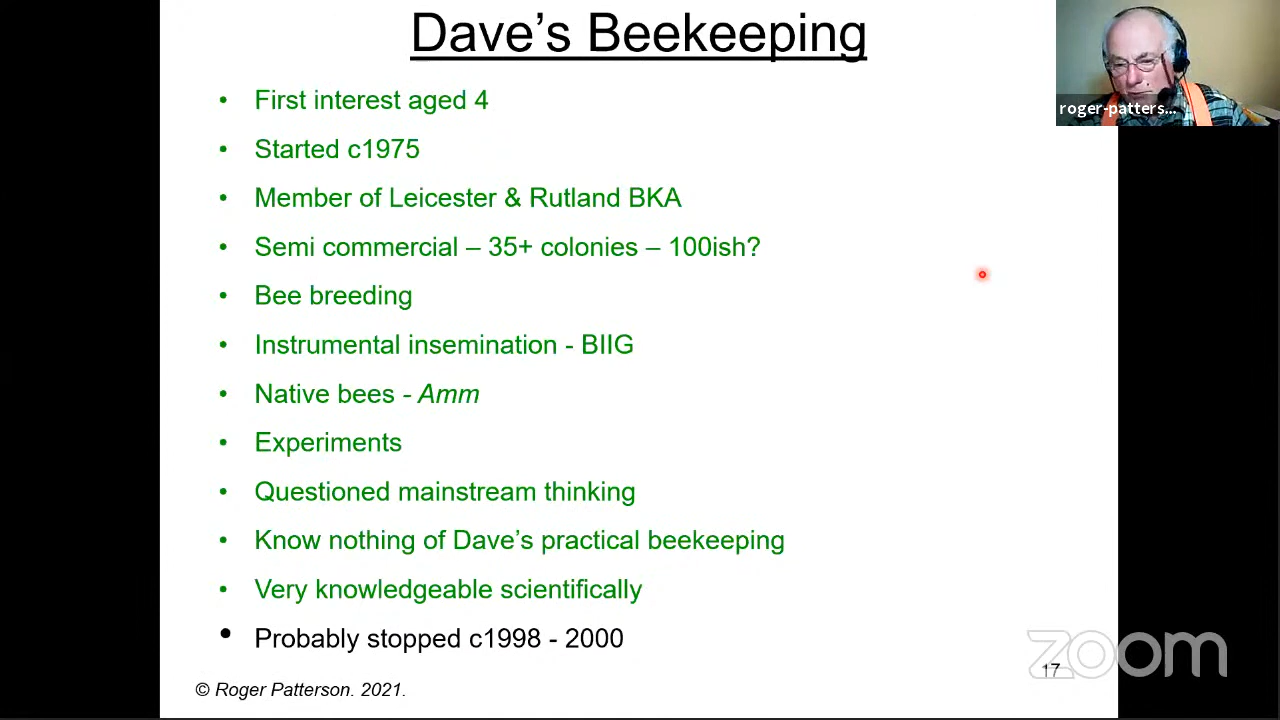 Dave's Beekeeping
• First interest aged 4
• Started c1975
• Member of Leicester & Rutland BKA
• Semi commercial – 35+ colonies – 100ish?
• Bee breeding
• Instrumental insemination - BIIG
• Native bees - Amm
• Experiments
• Questioned mainstream thinking
• Know nothing of Dave's practical beekeeping
• Very knowledgeable scientifically
• Probably stopped c1998 - 2000
© Roger Patterson. 2021.
17
zoom
roger-patters...